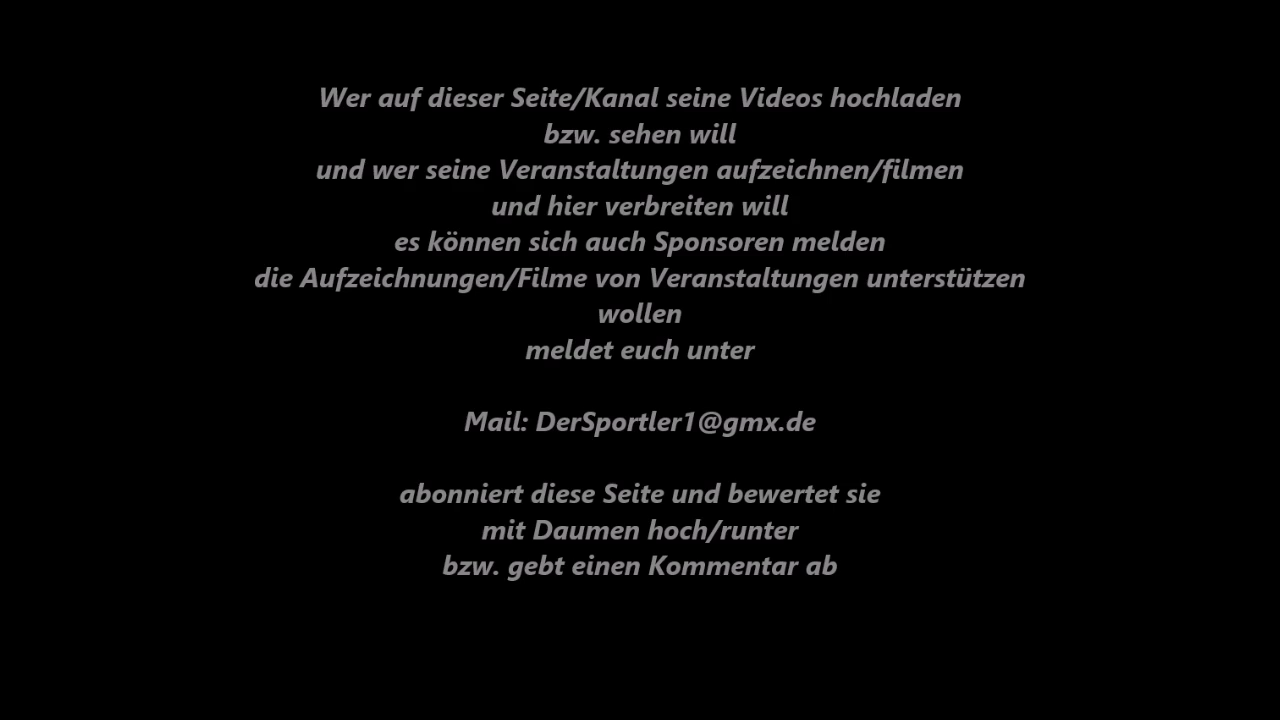 Wer auf dieser Seite/Kanal seine Videos hochladen
bzw. sehen will
und wer seine Veranstaltungen aufzeichnen/filmen
und hier verbreiten will
es können sich auch Sponsoren melden
die Aufzeichnungen/Filme von Veranstaltungen unterstützen
wollen
meldet euch unter
Mail: DerSportler1@gmx.de
abonniert diese Seite und bewertet sie
mit Daumen hoch/runter
bzw. gebt einen Kommentar ab